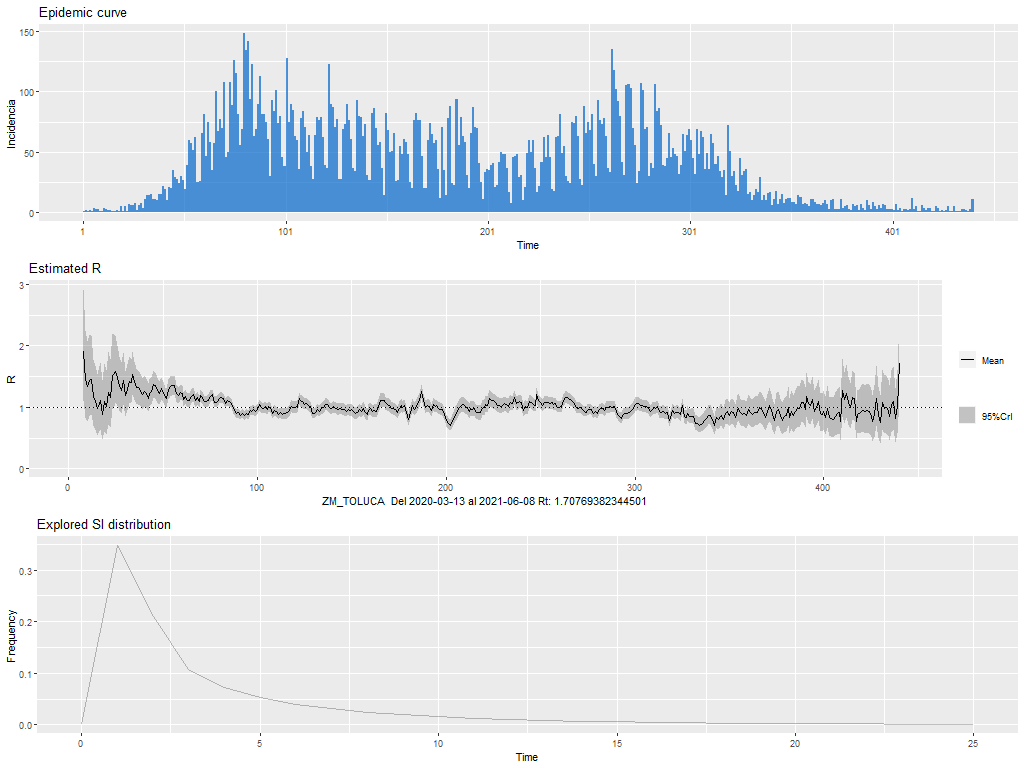 Epidemic curve
150
100
50
0
Incidencia
1
101
201
301
401
Time
Estimated R
3
2
1
0
R
0
100
200
300
400
ZM_TOLUCA Del 2020-03-13 al 2021-06-08 Rt: 1.70769382344501
Mean
95%CrI
Explored SI distribution
0.3
0.2
0.1
0.0
Frequency
0
5
10
15
20
25
Time